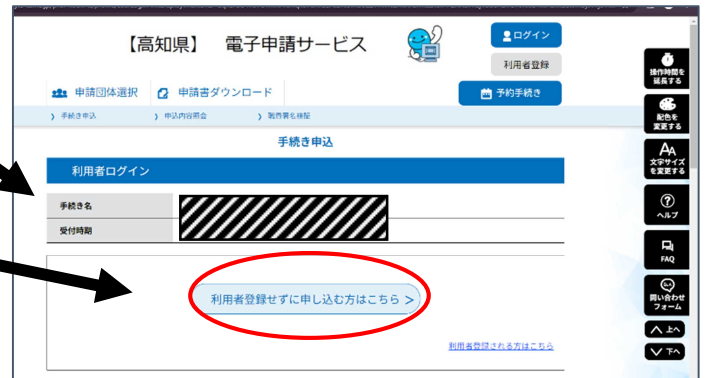 【高知県】 電子申請サービス
ログイン
利用者登録
申請団体選択 申請書ダウンロード
予約手続き
> 手続き申込 > 申込内容照会 > 職責署名検証
手続き申込
利用者ログイン
手続き名
受付時期
利用者登録せずに申し込む方はこちら >
利用者登録される方はこちら
操作時間を
延長する
配色を
変更する
AA
文字サイズ
を変更する
?
ヘルプ
FAQ
問い合わせ
フォーム
上へ
下へ